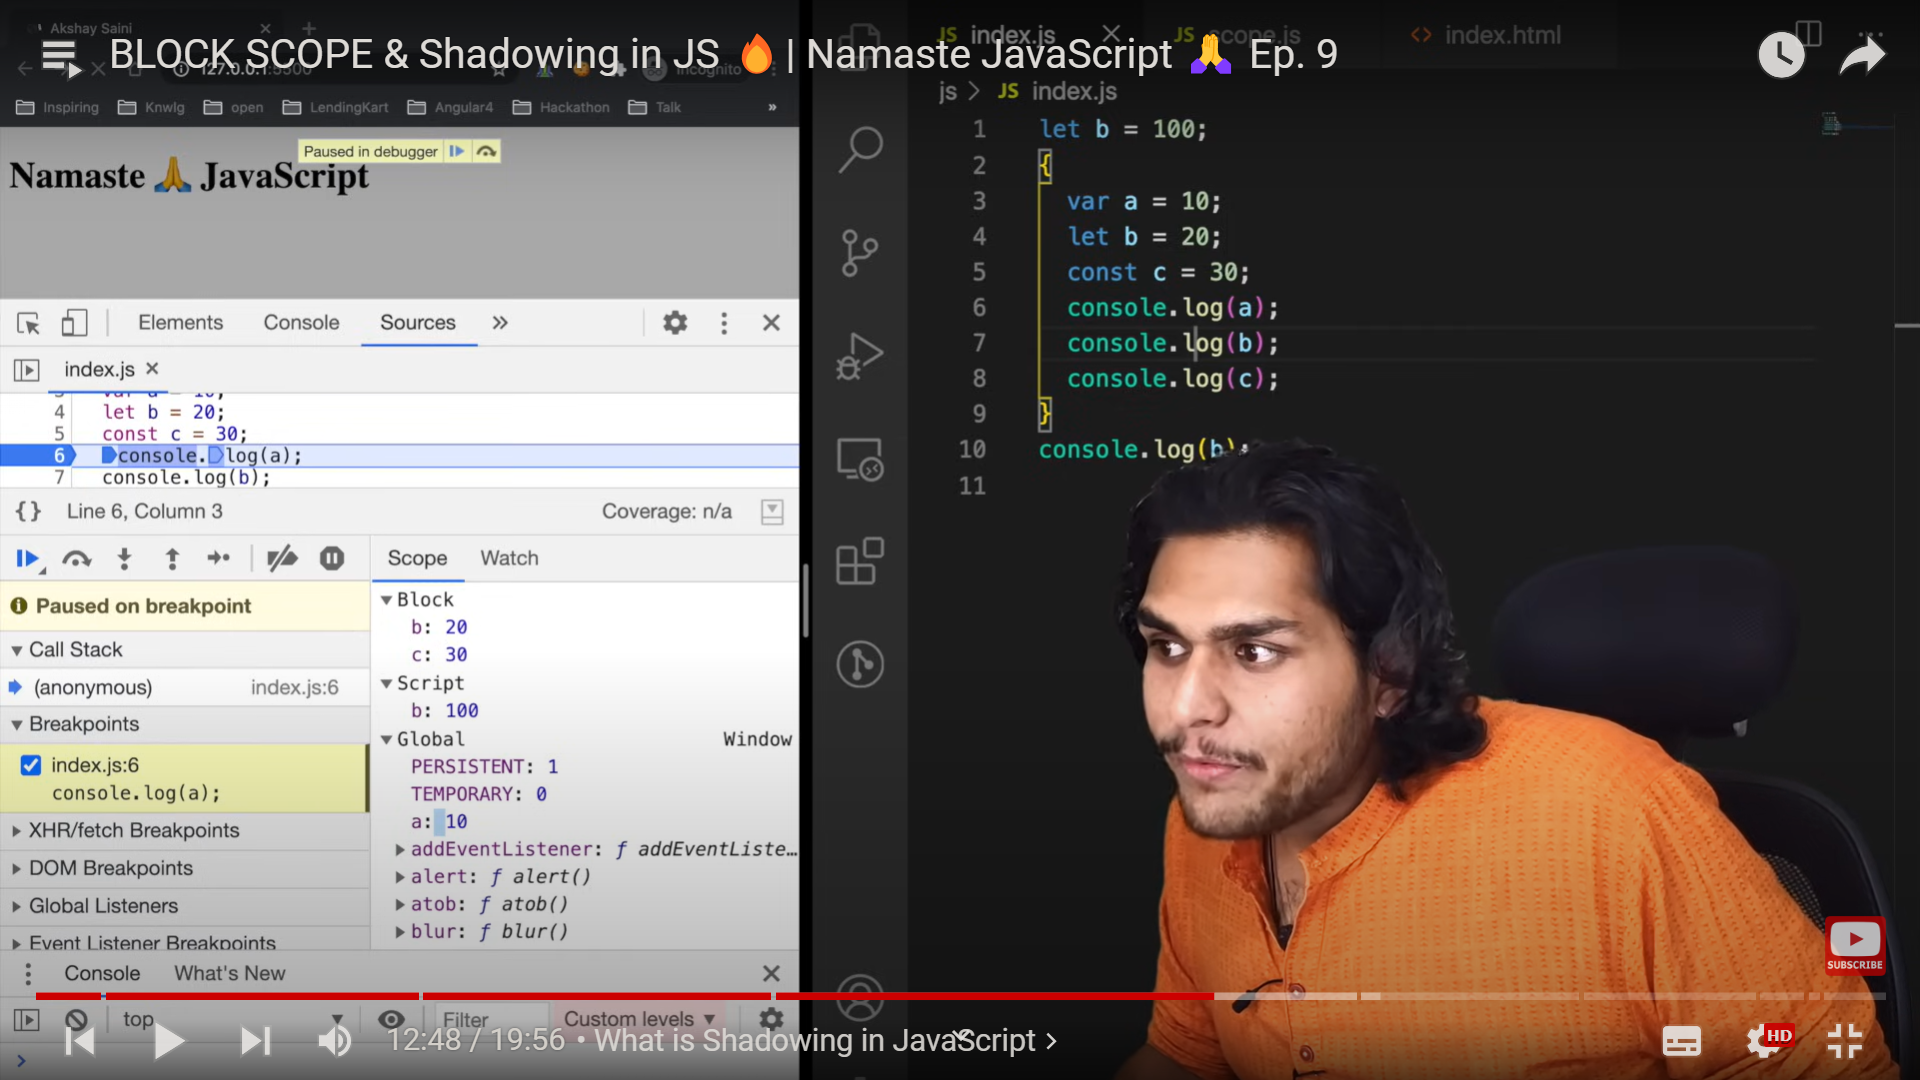 Akshay Saini
BLOCK SCOPE & Shadowing in JS 🔥 | Namaste JavaScript 🙏 Ep. 9
127.0.0.1:5500
Incognito
Inspiring
Knwlg
open
LendingKart
Angular4
Hackathon
Talk
»
Paused in debugger
Namaste 🙏 JavaScript
Elements Console Sources »
index.js ×
3 var a = 10;
4 let b = 20;
5 const c = 30;
6 console.log(a);
7 console.log(b);
{} Line 6, Column 3 Coverage: n/a
Paused on breakpoint
Call Stack
(anonymous) index.js:6
Breakpoints
index.js:6
console.log(a);
XHR/fetch Breakpoints
DOM Breakpoints
Global Listeners
Event Listener Breakpoints
Scope Watch
Block
b: 20
c: 30
Script
b: 100
Global Window
PERSISTENT: 1
TEMPORARY: 0
a: 10
addEventListener: ƒ addEventListe…
alert: ƒ alert()
atob: ƒ atob()
blur: ƒ blur()
Console What's New
top Filter Custom levels ▼
12:48 / 19:56 • What is Shadowing in JavaScript ›
JS index.js
JS scope.js
<> index.html
js > JS index.js
1 let b = 100;
2 {
3 var a = 10;
4 let b = 20;
5 const c = 30;
6 console.log(a);
7 console.log(b);
8 console.log(c);
9 }
10 console.log(b);
11
SUBSCRIBE
HD